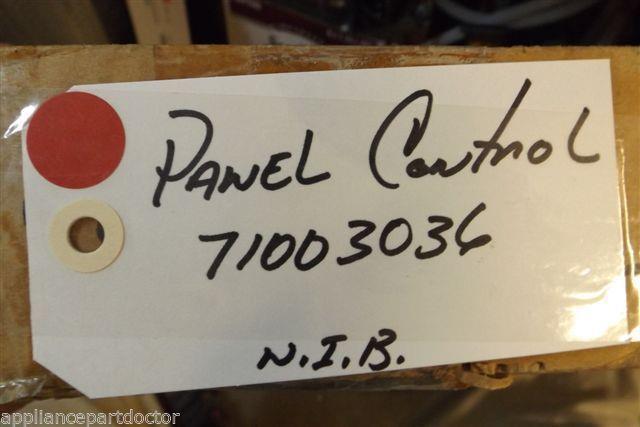 Panel Control
71003036
N.I.B.
appliancepartdoctor